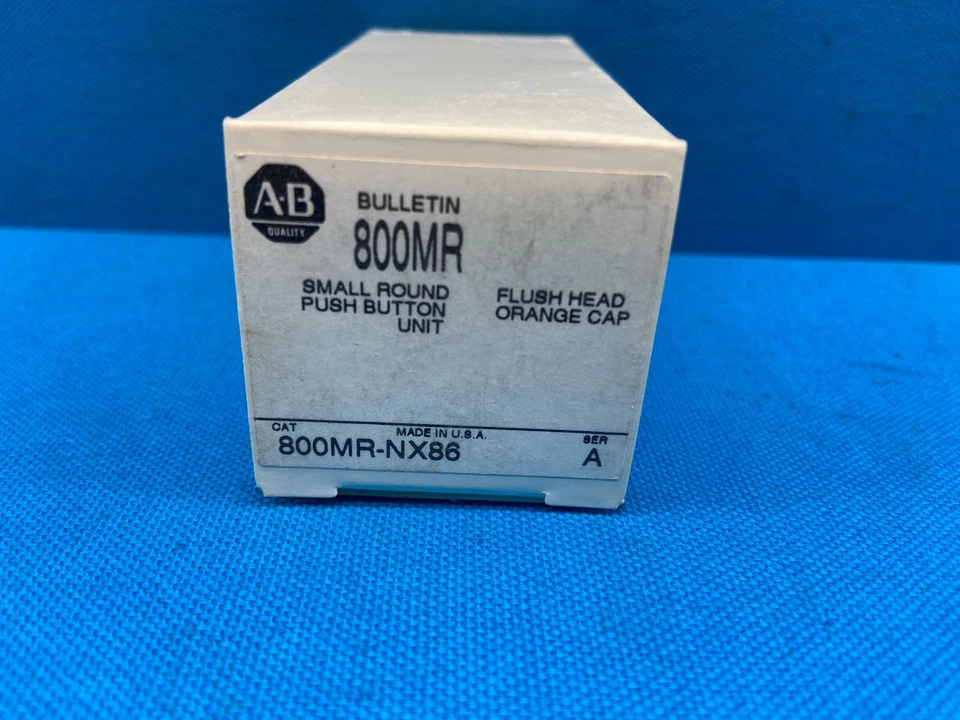 A·B
QUALITY
BULLETIN
800MR
SMALL ROUND
PUSH BUTTON
UNIT
FLUSH HEAD
ORANGE CAP
CAT
MADE IN U.S.A.
SER
800MR-NX86
A